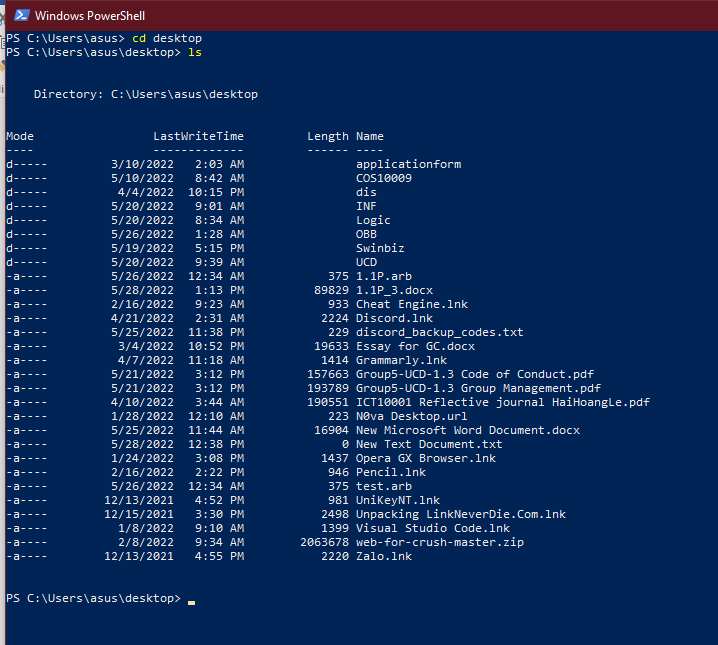 Windows PowerShell
PS C:\Users\asus> cd desktop
PS C:\Users\asus\desktop> ls
Directory: C:\Users\asus\desktop
Mode LastWriteTime Length Name
---- ------------- ------ ----
d----- 3/10/2022 2:03 AM applicationform
d----- 5/10/2022 8:42 AM COS10009
d----- 4/4/2022 10:15 PM dis
d----- 5/20/2022 9:01 AM INF
d----- 5/20/2022 8:34 AM Logic
d----- 5/26/2022 1:28 AM OBB
d----- 5/19/2022 5:15 PM Swinbiz
d----- 5/20/2022 9:39 AM UCD
-a---- 5/26/2022 12:34 AM 375 1.1P.arb
-a---- 5/28/2022 1:13 PM 89829 1.1P_3.docx
-a---- 2/16/2022 9:23 AM 933 Cheat Engine.lnk
-a---- 4/21/2022 2:31 AM 2224 Discord.lnk
-a---- 5/25/2022 11:38 PM 229 discord_backup_codes.txt
-a---- 3/4/2022 10:52 PM 19633 Essay for GC.docx
-a---- 4/7/2022 11:18 AM 1414 Grammarly.lnk
-a---- 5/21/2022 3:12 PM 157663 Group5-UCD-1.3 Code of Conduct.pdf
-a---- 5/21/2022 3:12 PM 193789 Group5-UCD-1.3 Group Management.pdf
-a---- 4/10/2022 3:44 AM 190551 ICT10001 Reflective journal HaiHoangLe.pdf
-a---- 1/28/2022 12:10 AM 223 N0va Desktop.url
-a---- 5/25/2022 11:44 AM 16904 New Microsoft Word Document.docx
-a---- 5/28/2022 12:38 PM 0 New Text Document.txt
-a---- 1/24/2022 3:08 PM 1437 Opera GX Browser.lnk
-a---- 2/16/2022 2:22 PM 946 Pencil.lnk
-a---- 5/26/2022 12:34 AM 375 test.arb
-a---- 12/13/2021 4:52 PM 981 UniKeyNT.lnk
-a---- 12/15/2021 3:30 PM 2498 Unpacking LinkNeverDie.Com.lnk
-a---- 1/8/2022 9:10 AM 1399 Visual Studio Code.lnk
-a---- 2/8/2022 9:34 AM 2063678 web-for-crush-master.zip
-a---- 12/13/2021 4:55 PM 2220 Zalo.lnk
PS C:\Users\asus\desktop>